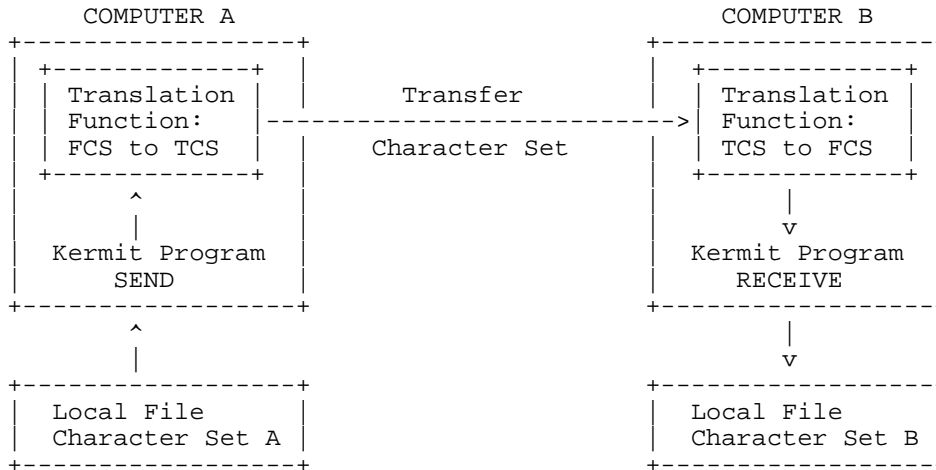 COMPUTER A
COMPUTER B
Translation
Function:
FCS to TCS
Transfer
Character Set
Translation
Function:
TCS to FCS
Kermit Program
SEND
Kermit Program
RECEIVE
Local File
Character Set A
Local File
Character Set B